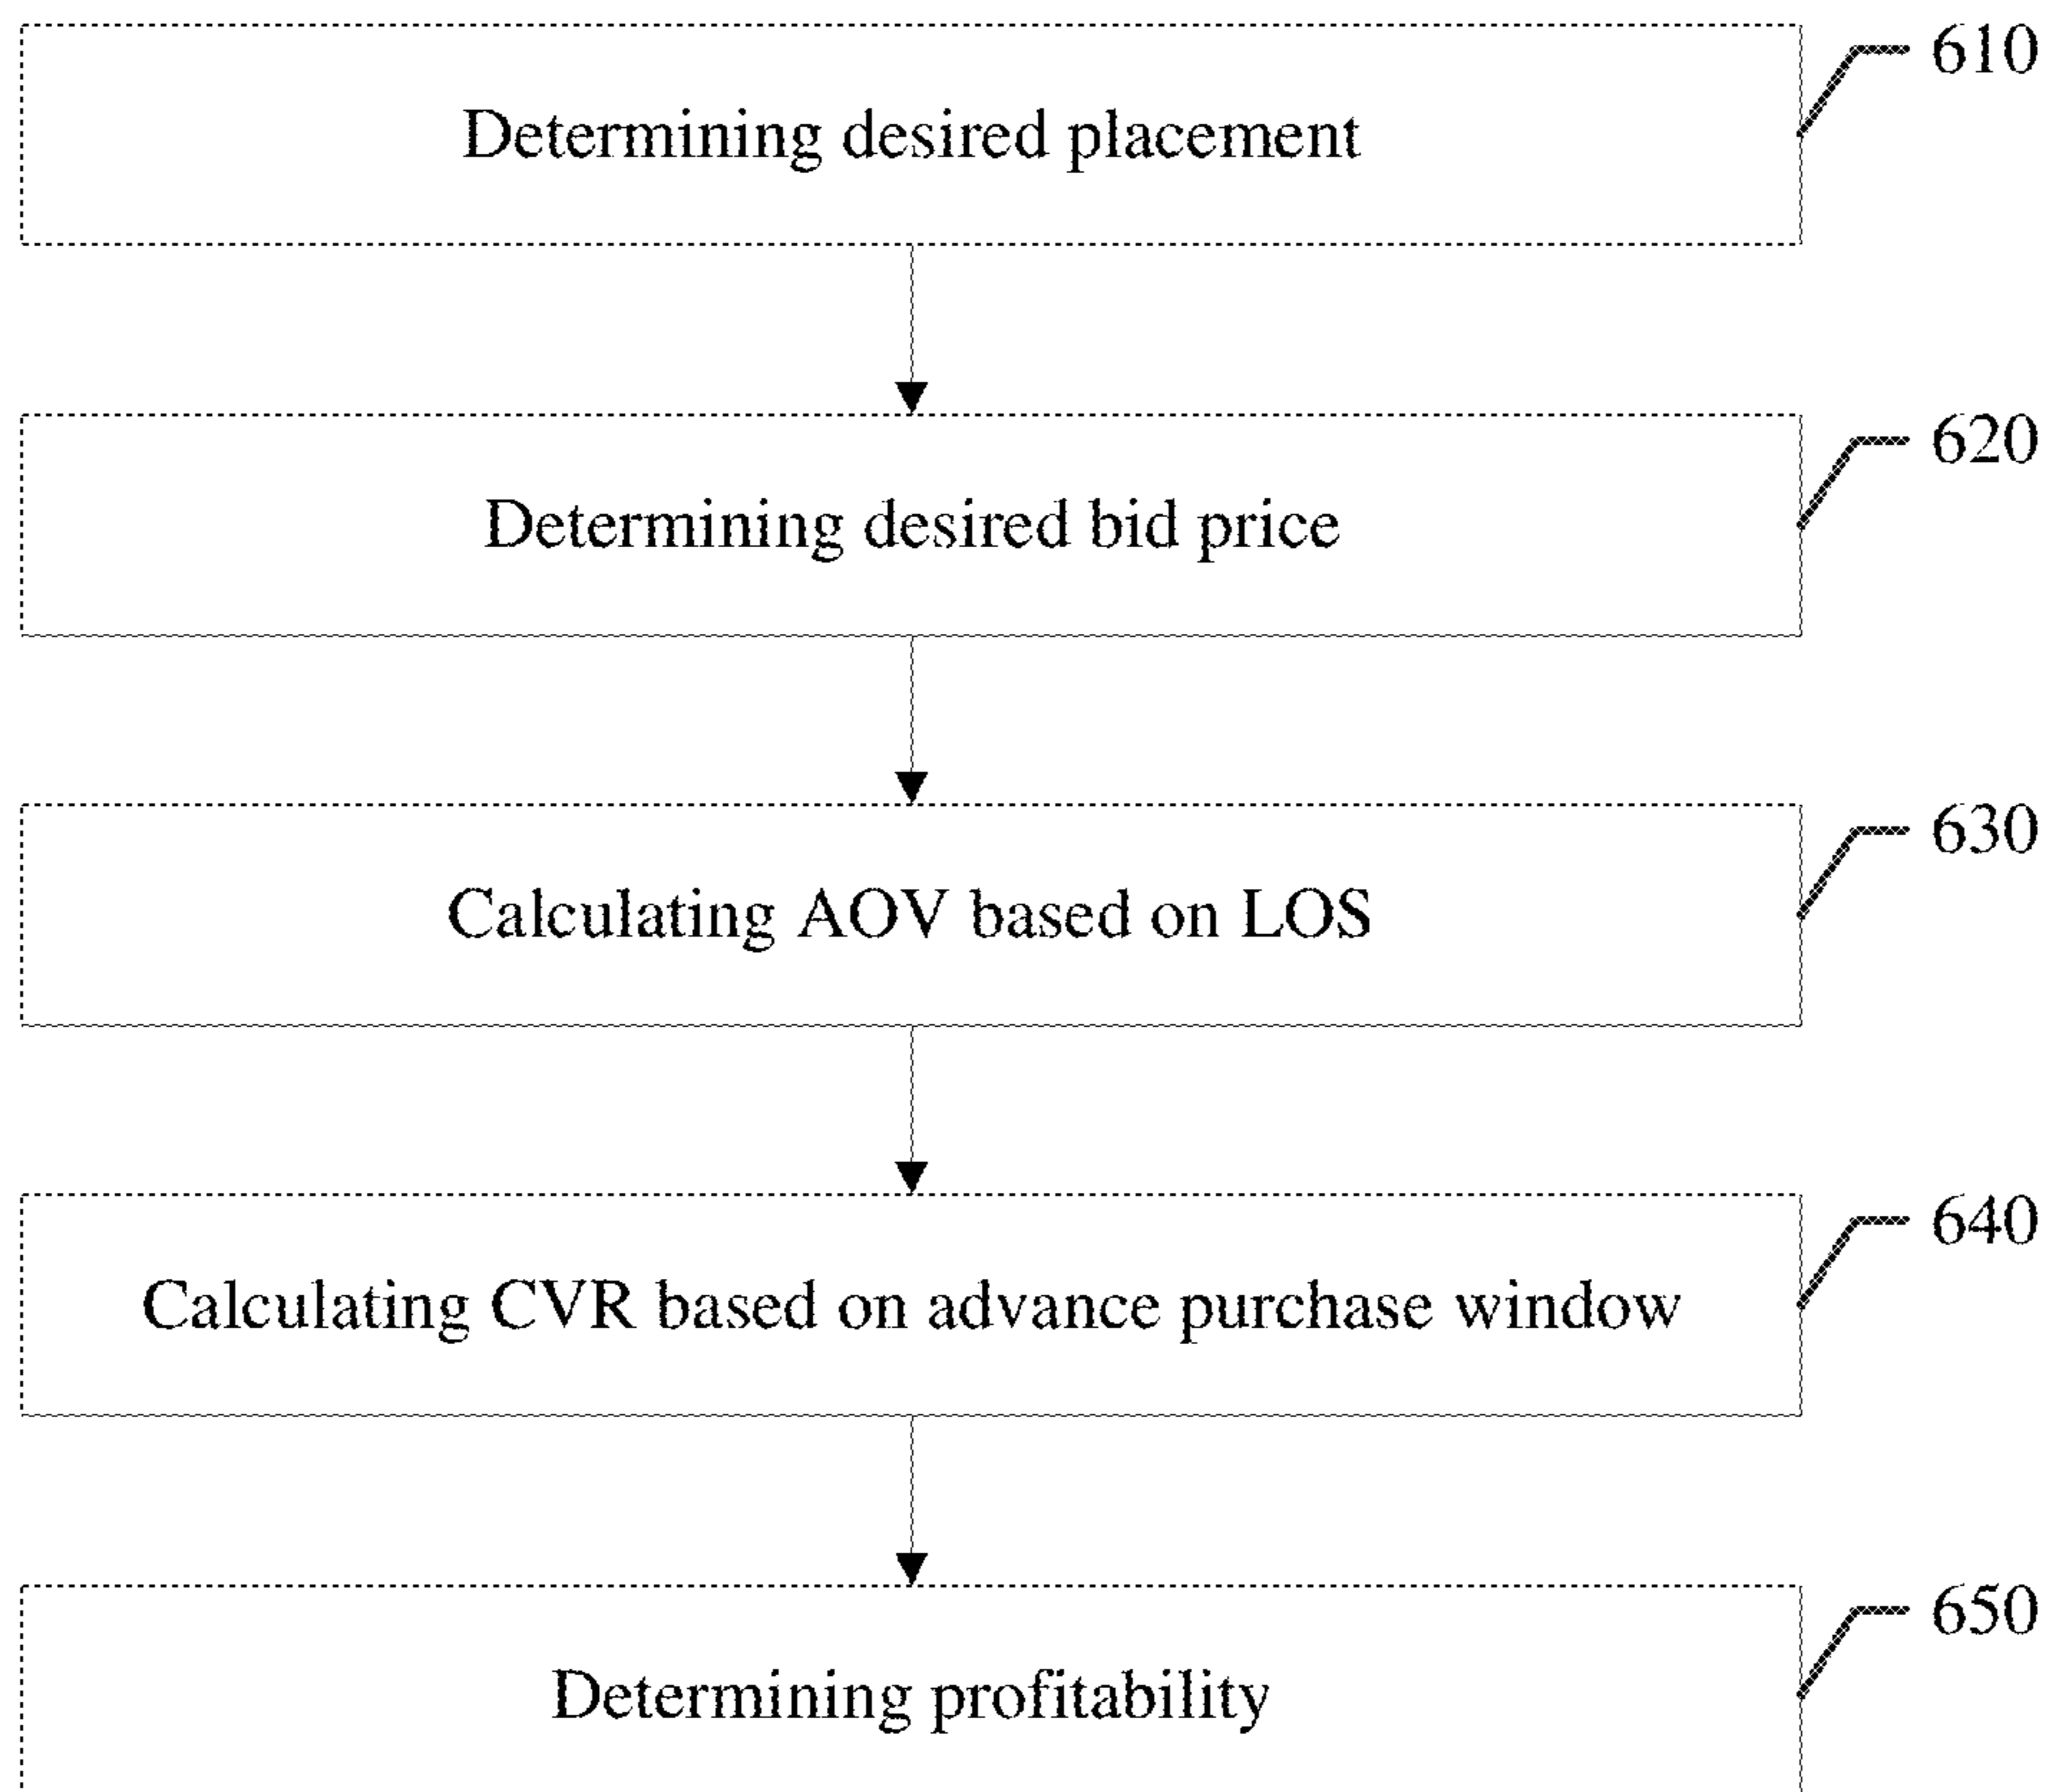 Determining desired placement
610
Determining desired bid price
620
Calculating AOV based on LOS
630
Calculating CVR based on advance purchase window
640
Determining profitability
650